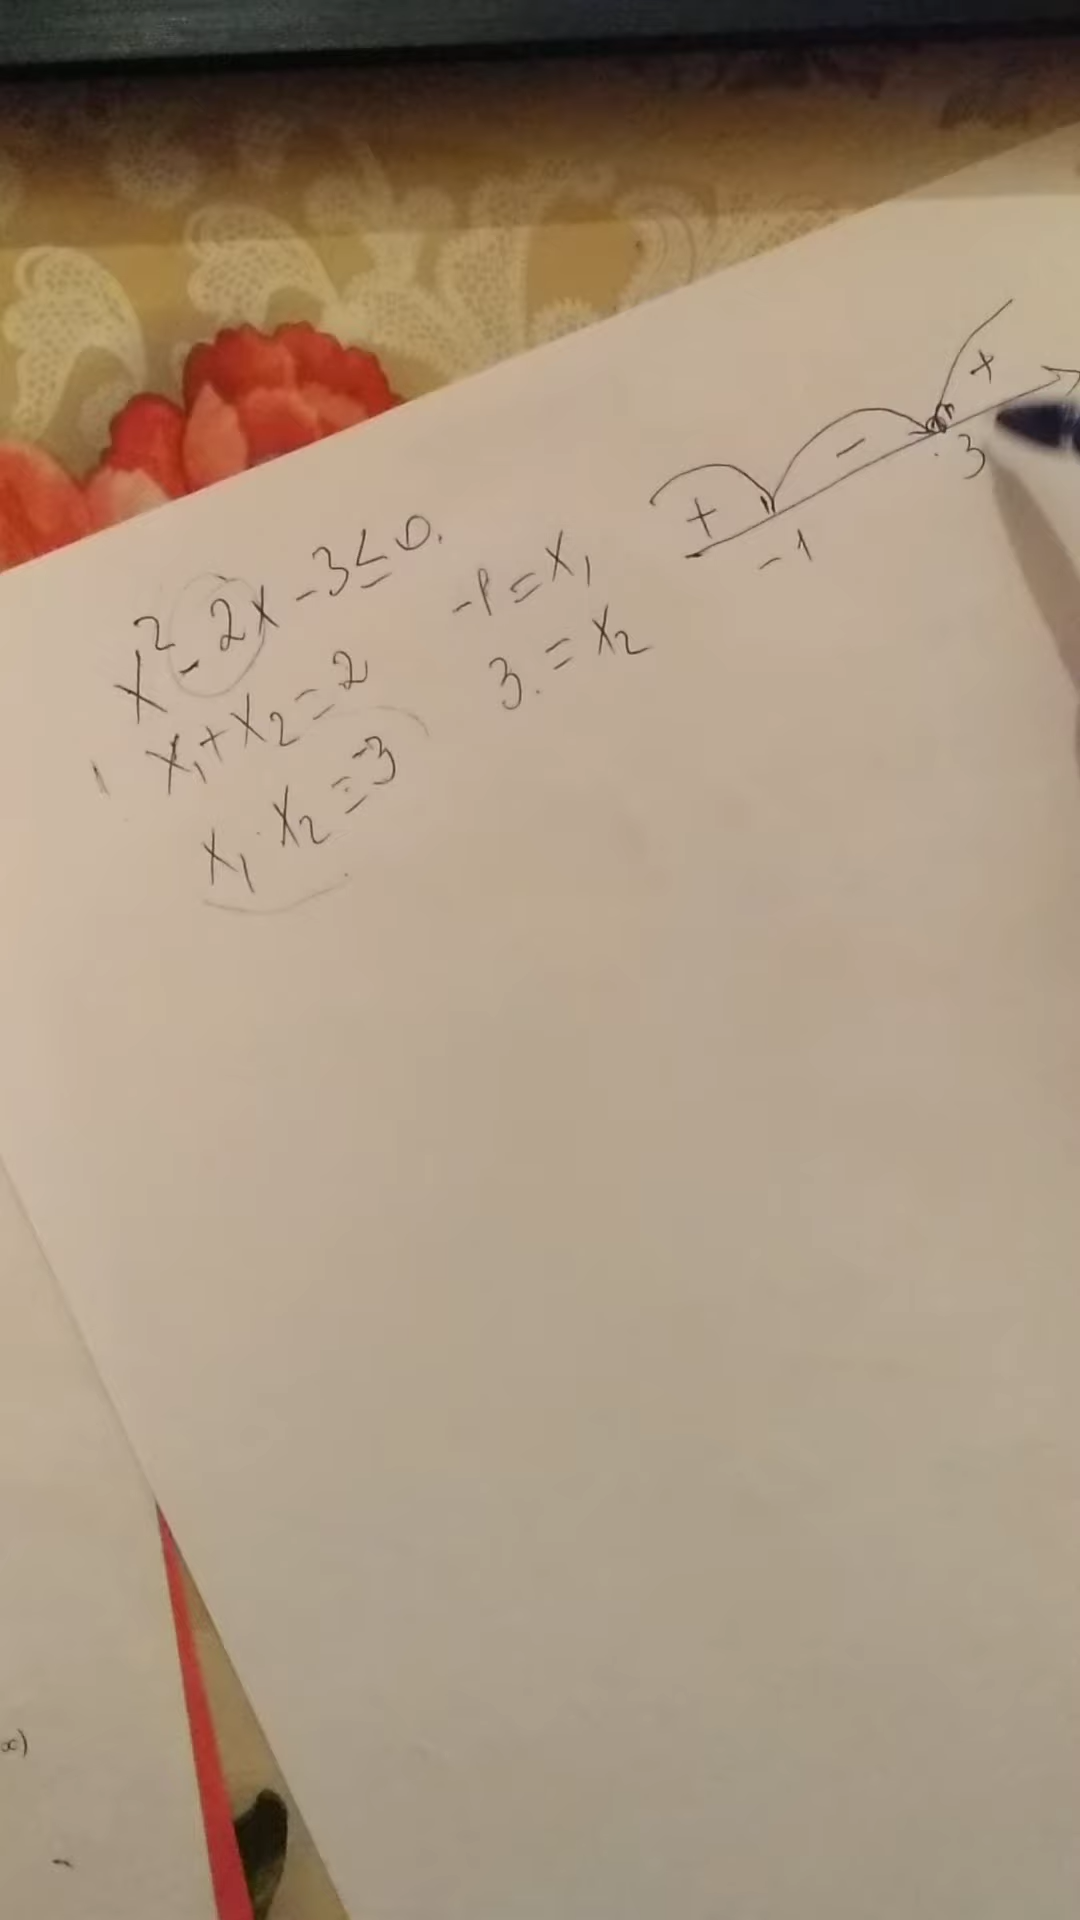 x² - 2x - 3 ≤ 0.
x₁ + x₂ = 2
x₁ · x₂ = -3
-1 = x₁
3. = x₂
+ - +
-1 3
x)
-